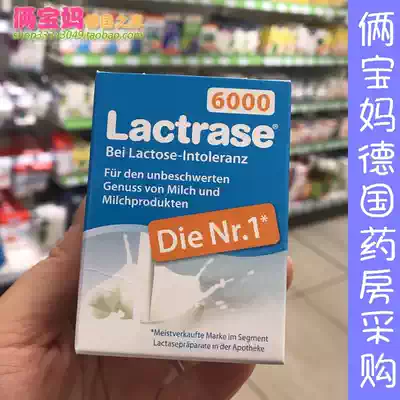 俩宝妈德国之家
6000
Lactrase®
Bei Lactose-Intoleranz
Für den unbeschwerten
Genuss von Milch und
Milchprodukten
Die Nr.1*
*Meistverkaufte Marke im Segment
Lactasepräparate in der Apotheke
俩宝妈德国药房采购